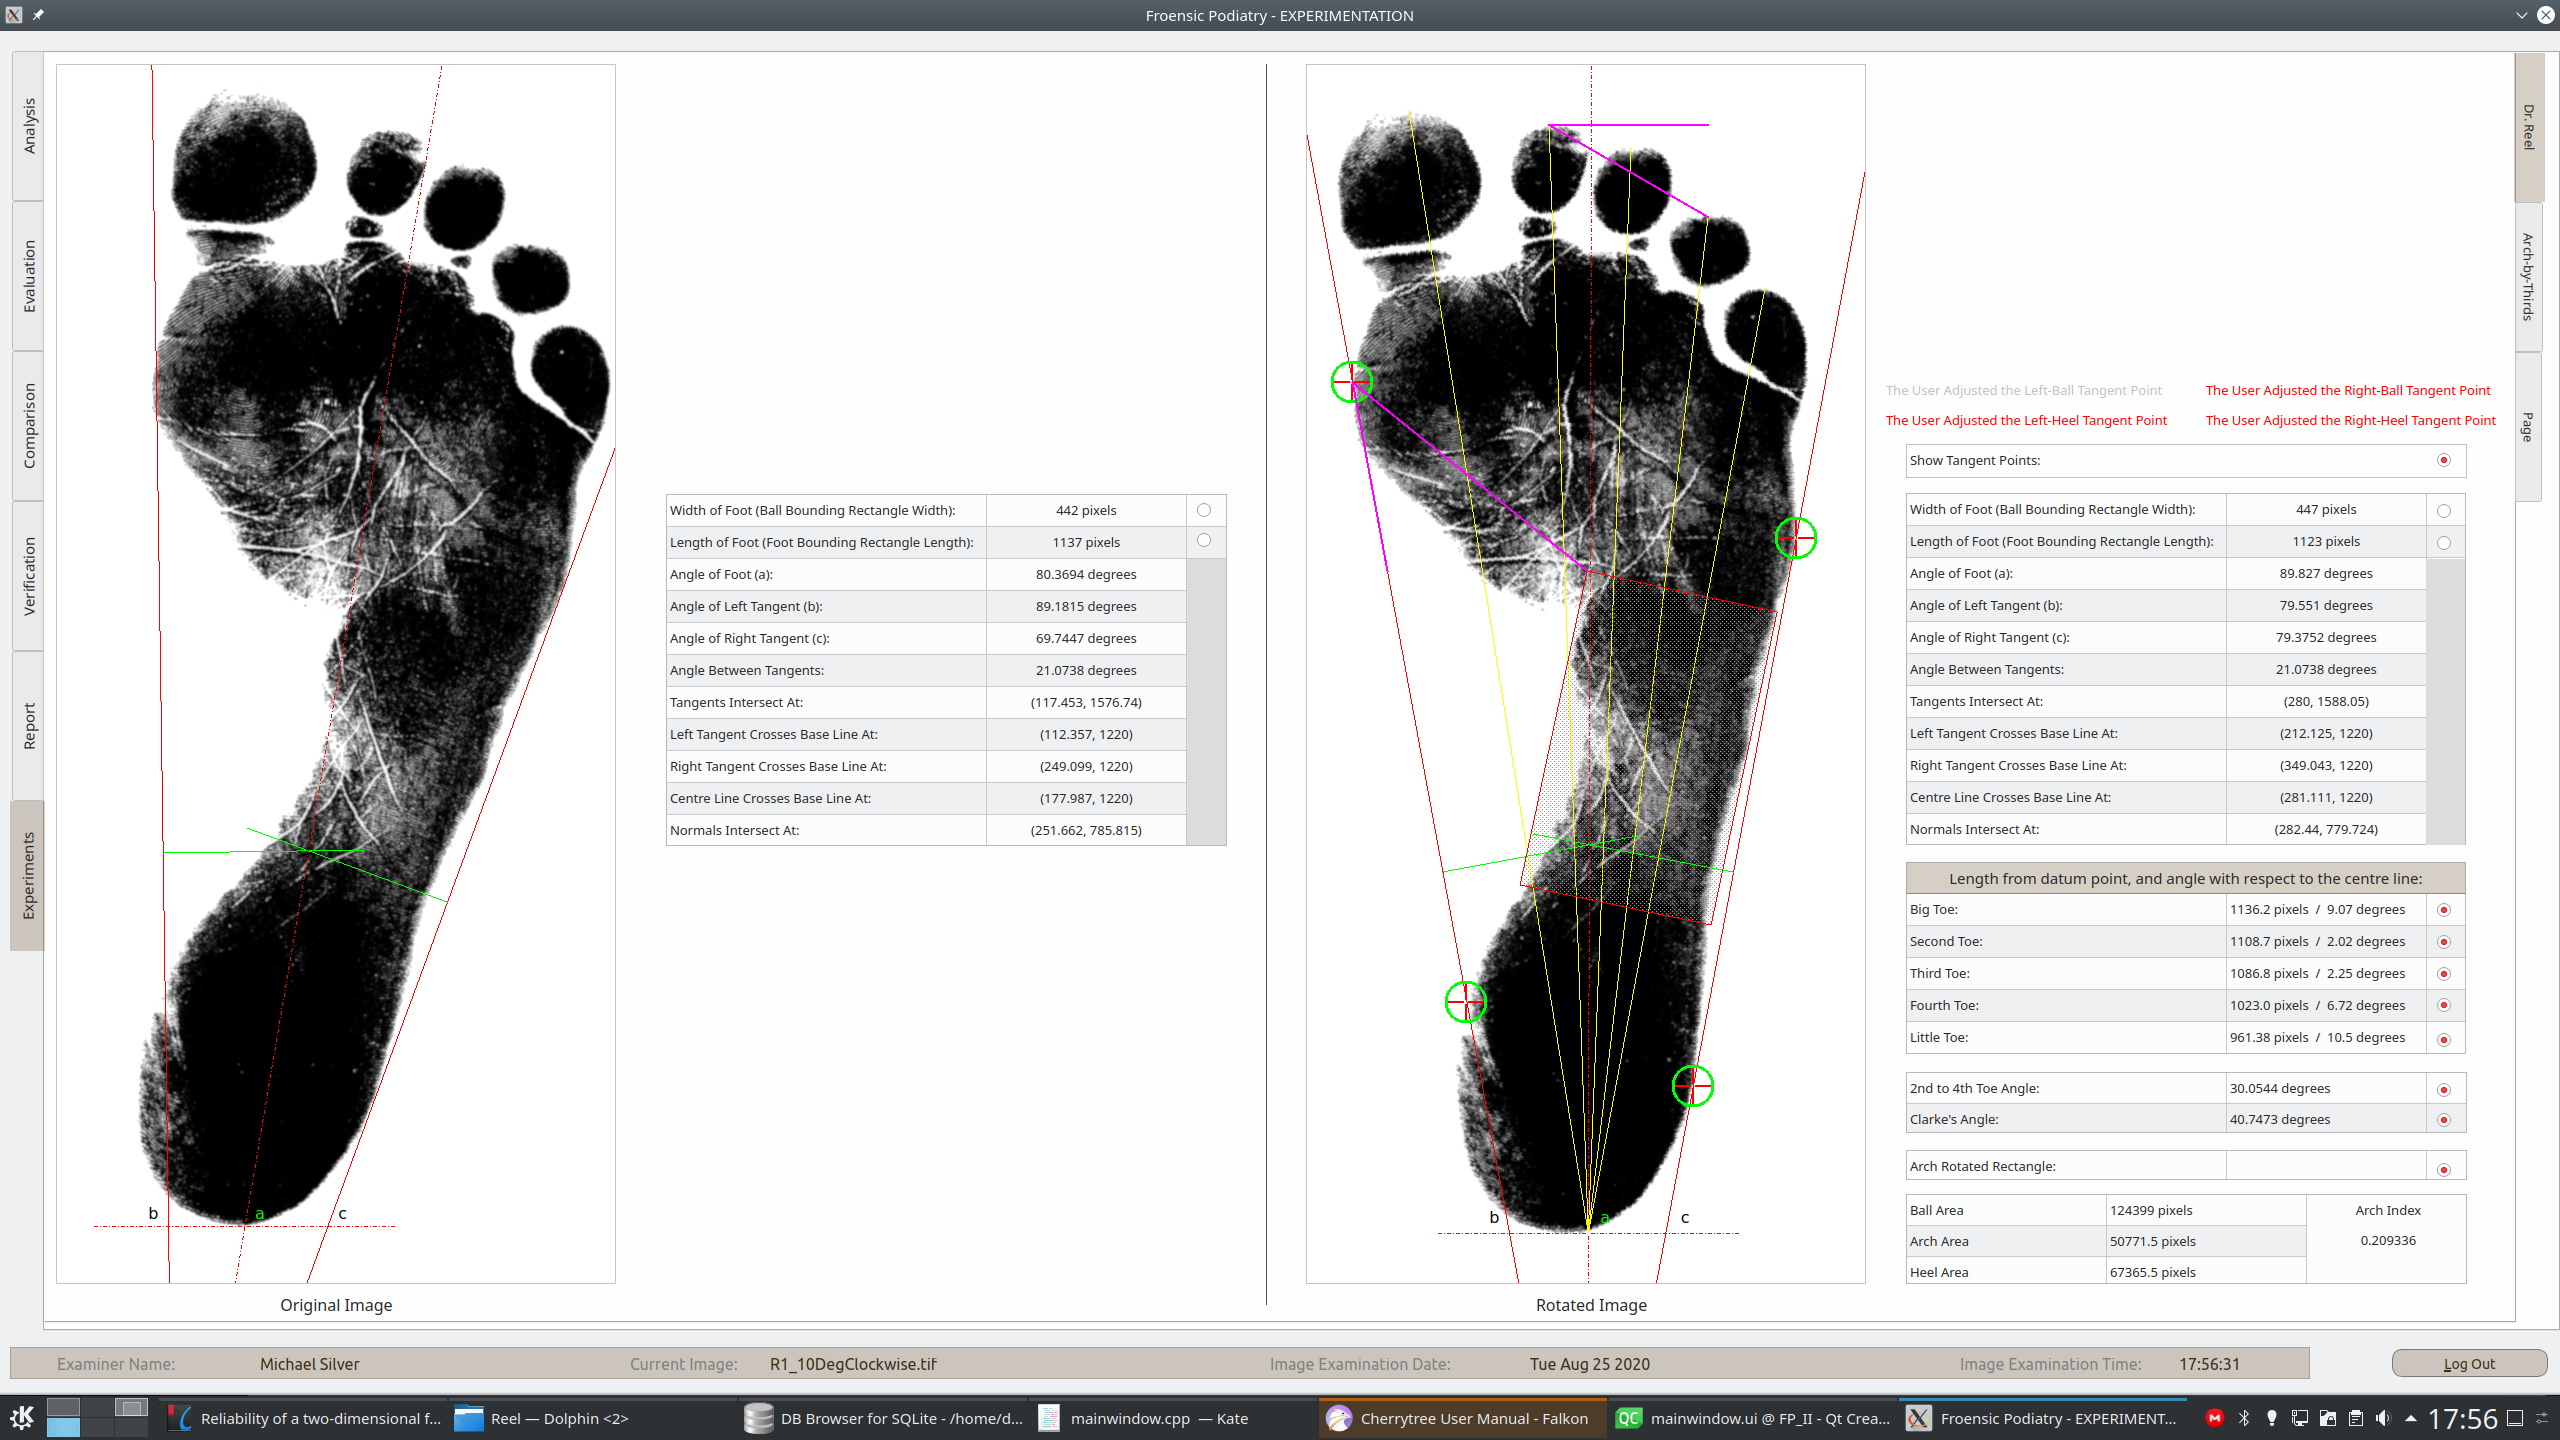 Froensic Podiatry - EXPERIMENTATION
Analysis
Evaluation
Comparison
Verification
Report
Experiments
b a c
Original Image
Width of Foot (Ball Bounding Rectangle Width): 442 pixels
Length of Foot (Foot Bounding Rectangle Length): 1137 pixels
Angle of Foot (a): 80.3694 degrees
Angle of Left Tangent (b): 89.1815 degrees
Angle of Right Tangent (c): 69.7447 degrees
Angle Between Tangents: 21.0738 degrees
Tangents Intersect At: (117.453, 1576.74)
Left Tangent Crosses Base Line At: (112.357, 1220)
Right Tangent Crosses Base Line At: (249.099, 1220)
Centre Line Crosses Base Line At: (177.987, 1220)
Normals Intersect At: (251.662, 785.815)
b a c
Rotated Image
Dr. Reel
Arch-by-Thirds
Page
The User Adjusted the Left-Ball Tangent Point The User Adjusted the Right-Ball Tangent Point
The User Adjusted the Left-Heel Tangent Point The User Adjusted the Right-Heel Tangent Point
Show Tangent Points:
Width of Foot (Ball Bounding Rectangle Width): 447 pixels
Length of Foot (Foot Bounding Rectangle Length): 1123 pixels
Angle of Foot (a): 89.827 degrees
Angle of Left Tangent (b): 79.551 degrees
Angle of Right Tangent (c): 79.3752 degrees
Angle Between Tangents: 21.0738 degrees
Tangents Intersect At: (280, 1588.05)
Left Tangent Crosses Base Line At: (212.125, 1220)
Right Tangent Crosses Base Line At: (349.043, 1220)
Centre Line Crosses Base Line At: (281.111, 1220)
Normals Intersect At: (282.44, 779.724)
Length from datum point, and angle with respect to the centre line:
Big Toe: 1136.2 pixels / 9.07 degrees
Second Toe: 1108.7 pixels / 2.02 degrees
Third Toe: 1086.8 pixels / 2.25 degrees
Fourth Toe: 1023.0 pixels / 6.72 degrees
Little Toe: 961.38 pixels / 10.5 degrees
2nd to 4th Toe Angle: 30.0544 degrees
Clarke's Angle: 40.7473 degrees
Arch Rotated Rectangle:
Ball Area 124399 pixels Arch Index
Arch Area 50771.5 pixels 0.209336
Heel Area 67365.5 pixels
Examiner Name: Michael Silver Current Image: R1_10DegClockwise.tif Image Examination Date: Tue Aug 25 2020 Image Examination Time: 17:56:31 Log Out
Reliability of a two-dimensional f... Reel — Dolphin <2> DB Browser for SQLite - /home/d... mainwindow.cpp — Kate Cherrytree User Manual - Falkon QC mainwindow.ui @ FP_II - Qt Crea... Froensic Podiatry - EXPERIMENT... 17:56